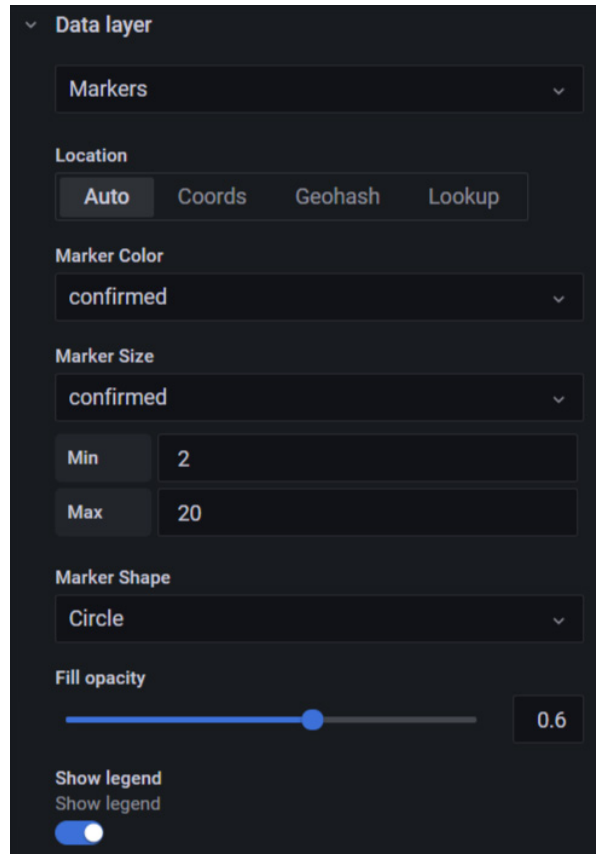 Data layer
Markers
Location
Auto Coords Geohash Lookup
Marker Color
confirmed
Marker Size
confirmed
Min 2
Max 20
Marker Shape
Circle
Fill opacity
0.6
Show legend
Show legend